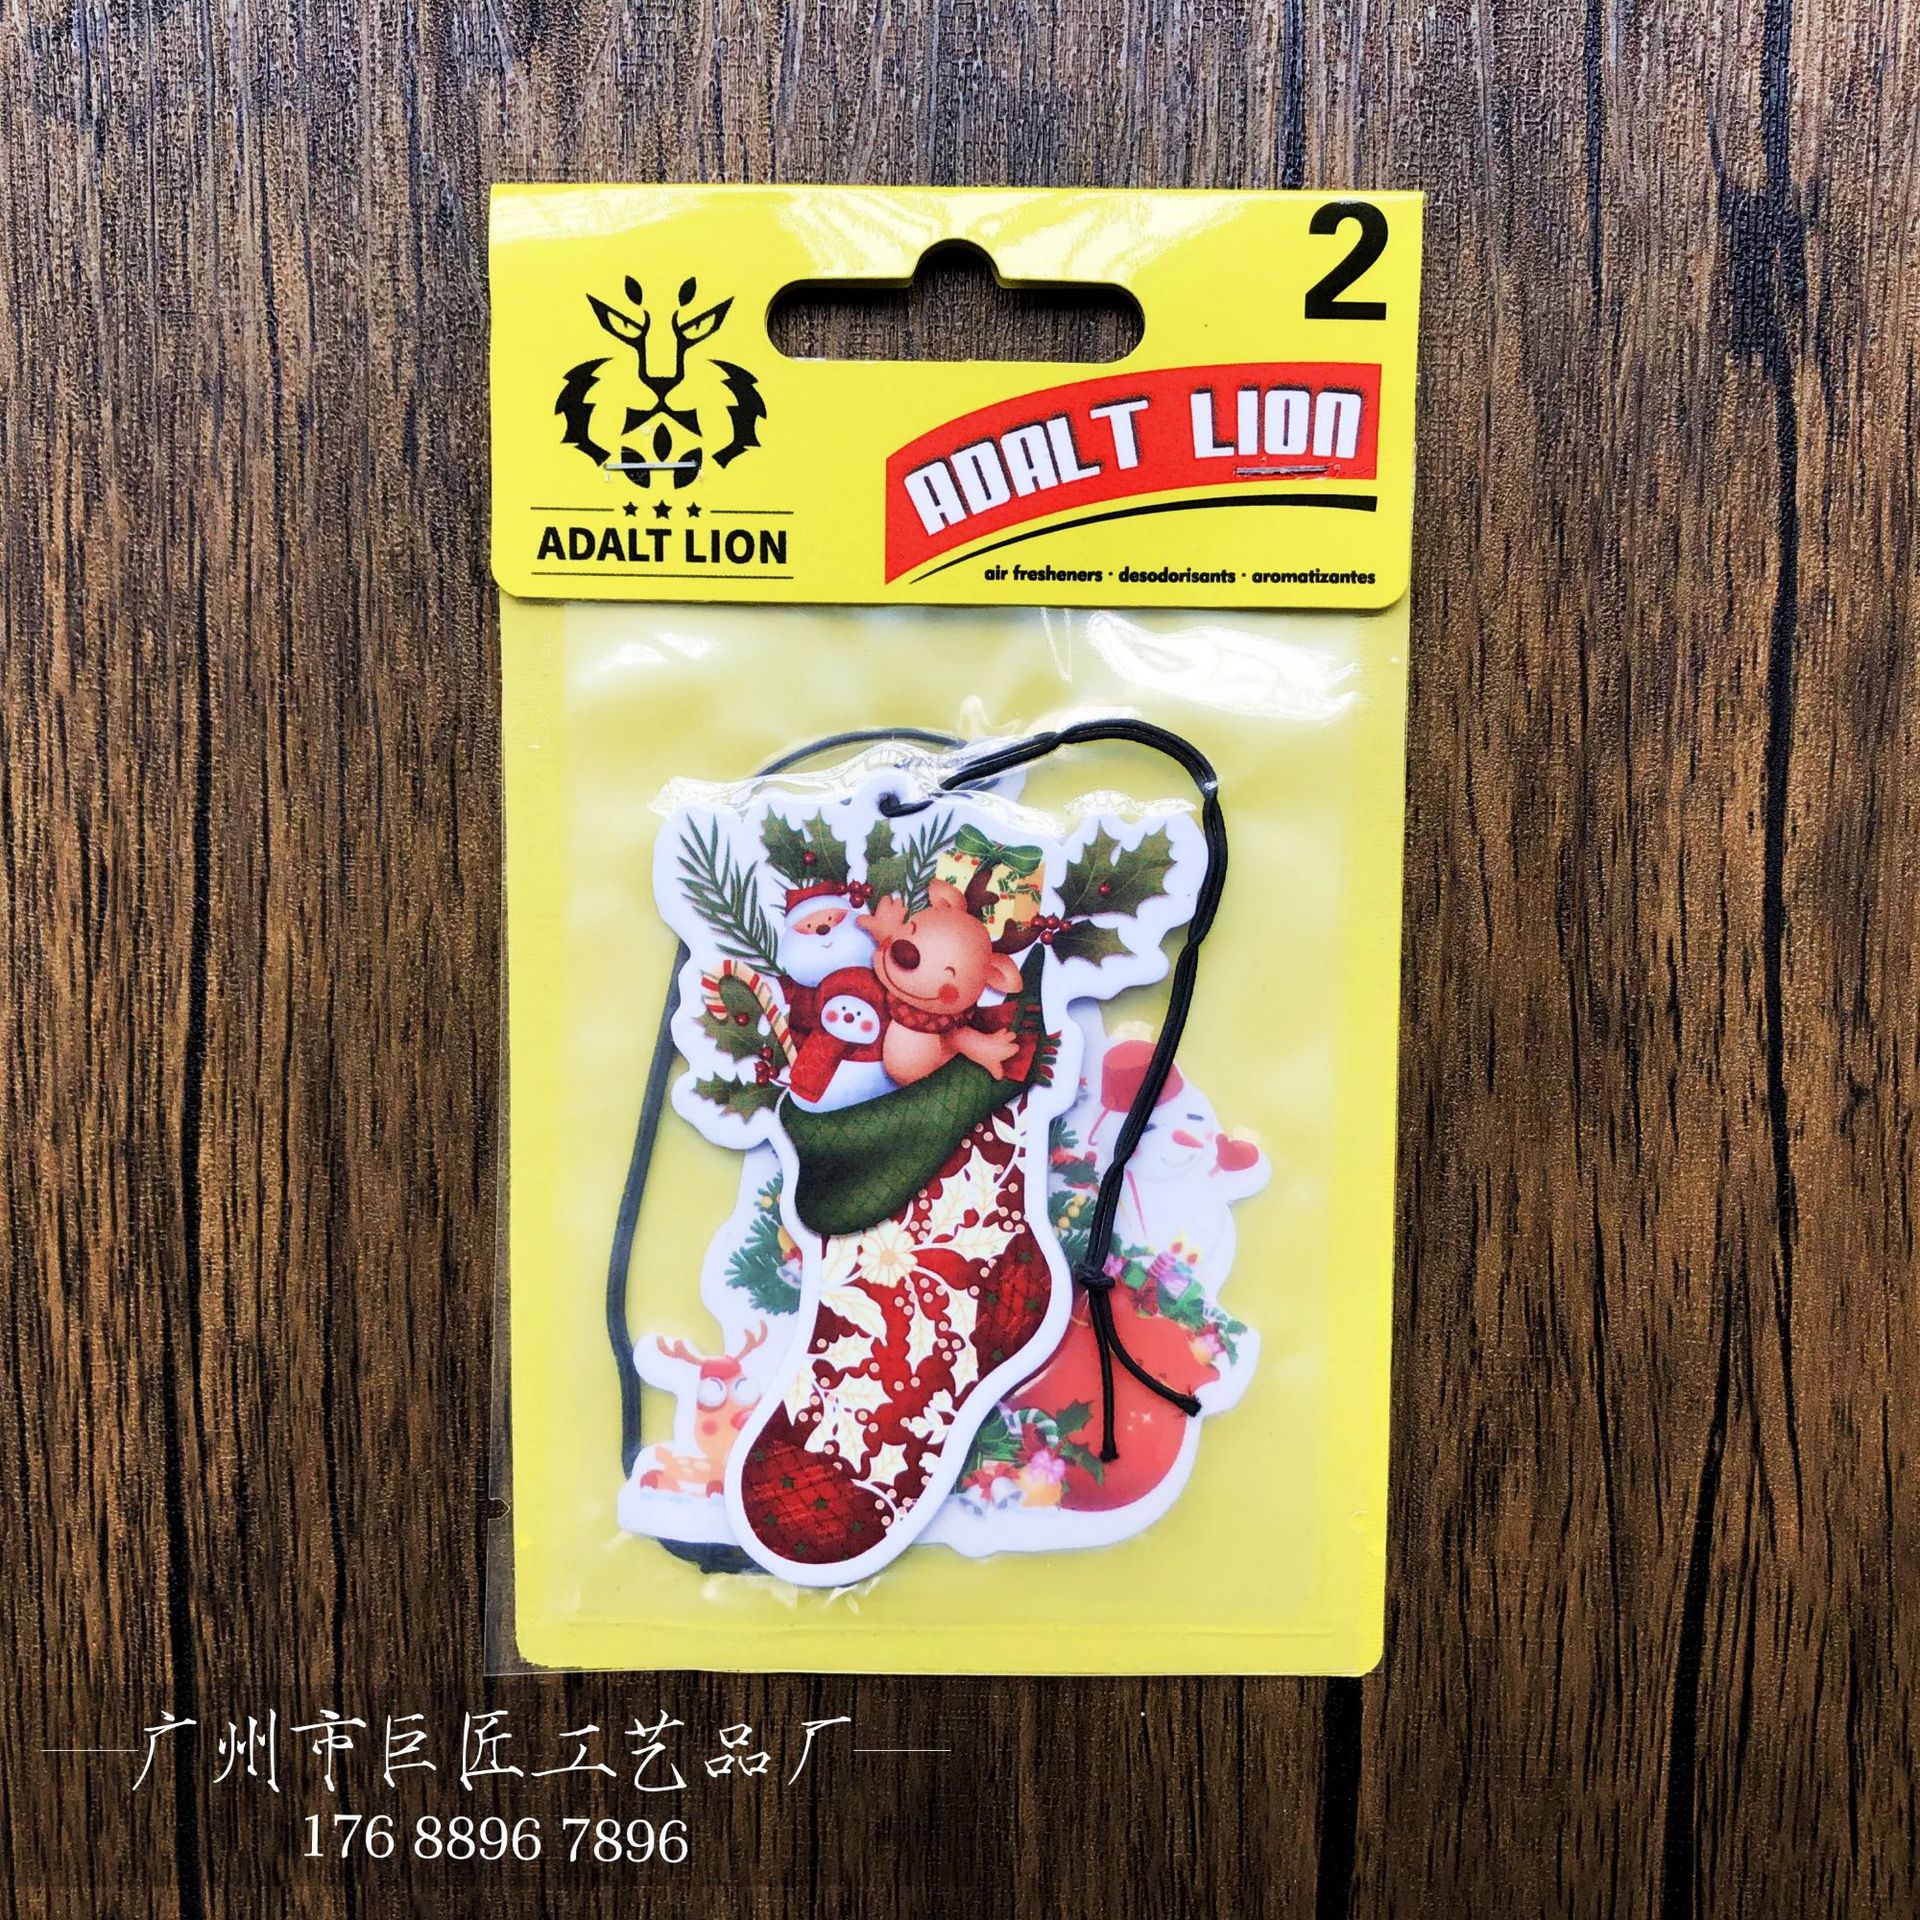 2
ADALT LION
ADALT LION
air fresheners · desodorisants · aromatizantes
广州市巨匠工艺品厂
176 8896 7896